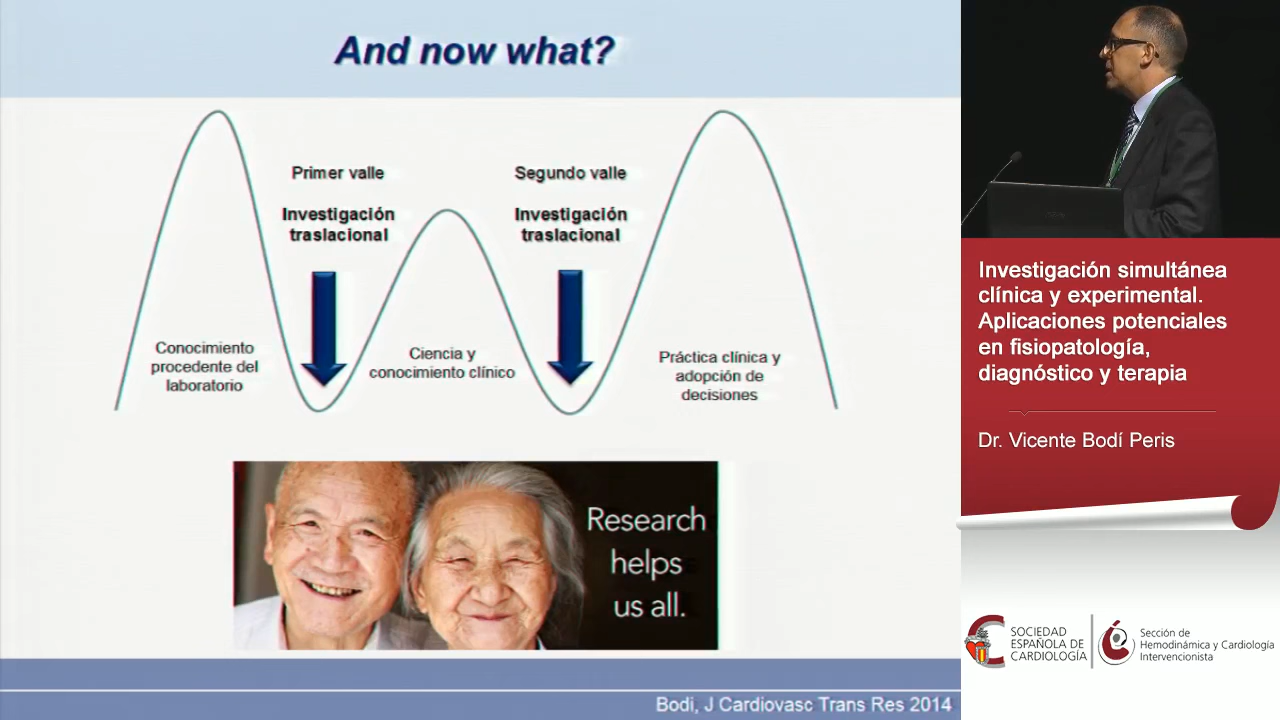 And now what?
Primer valle
Investigación
traslacional
Segundo valle
Investigación
traslacional
Conocimiento
procedente del
laboratorio
Ciencia y
conocimiento clínico
Práctica clínica y
adopción de
decisiones
Research
helps
us all.
Bodi, J Cardiovasc Trans Res 2014
Investigación simultánea
clínica y experimental.
Aplicaciones potenciales
en fisiopatología,
diagnóstico y terapia
Dr. Vicente Bodí Peris
SOCIEDAD
ESPAÑOLA DE
CARDIOLOGÍA
Sección de
Hemodinámica y Cardiología
Intervencionista